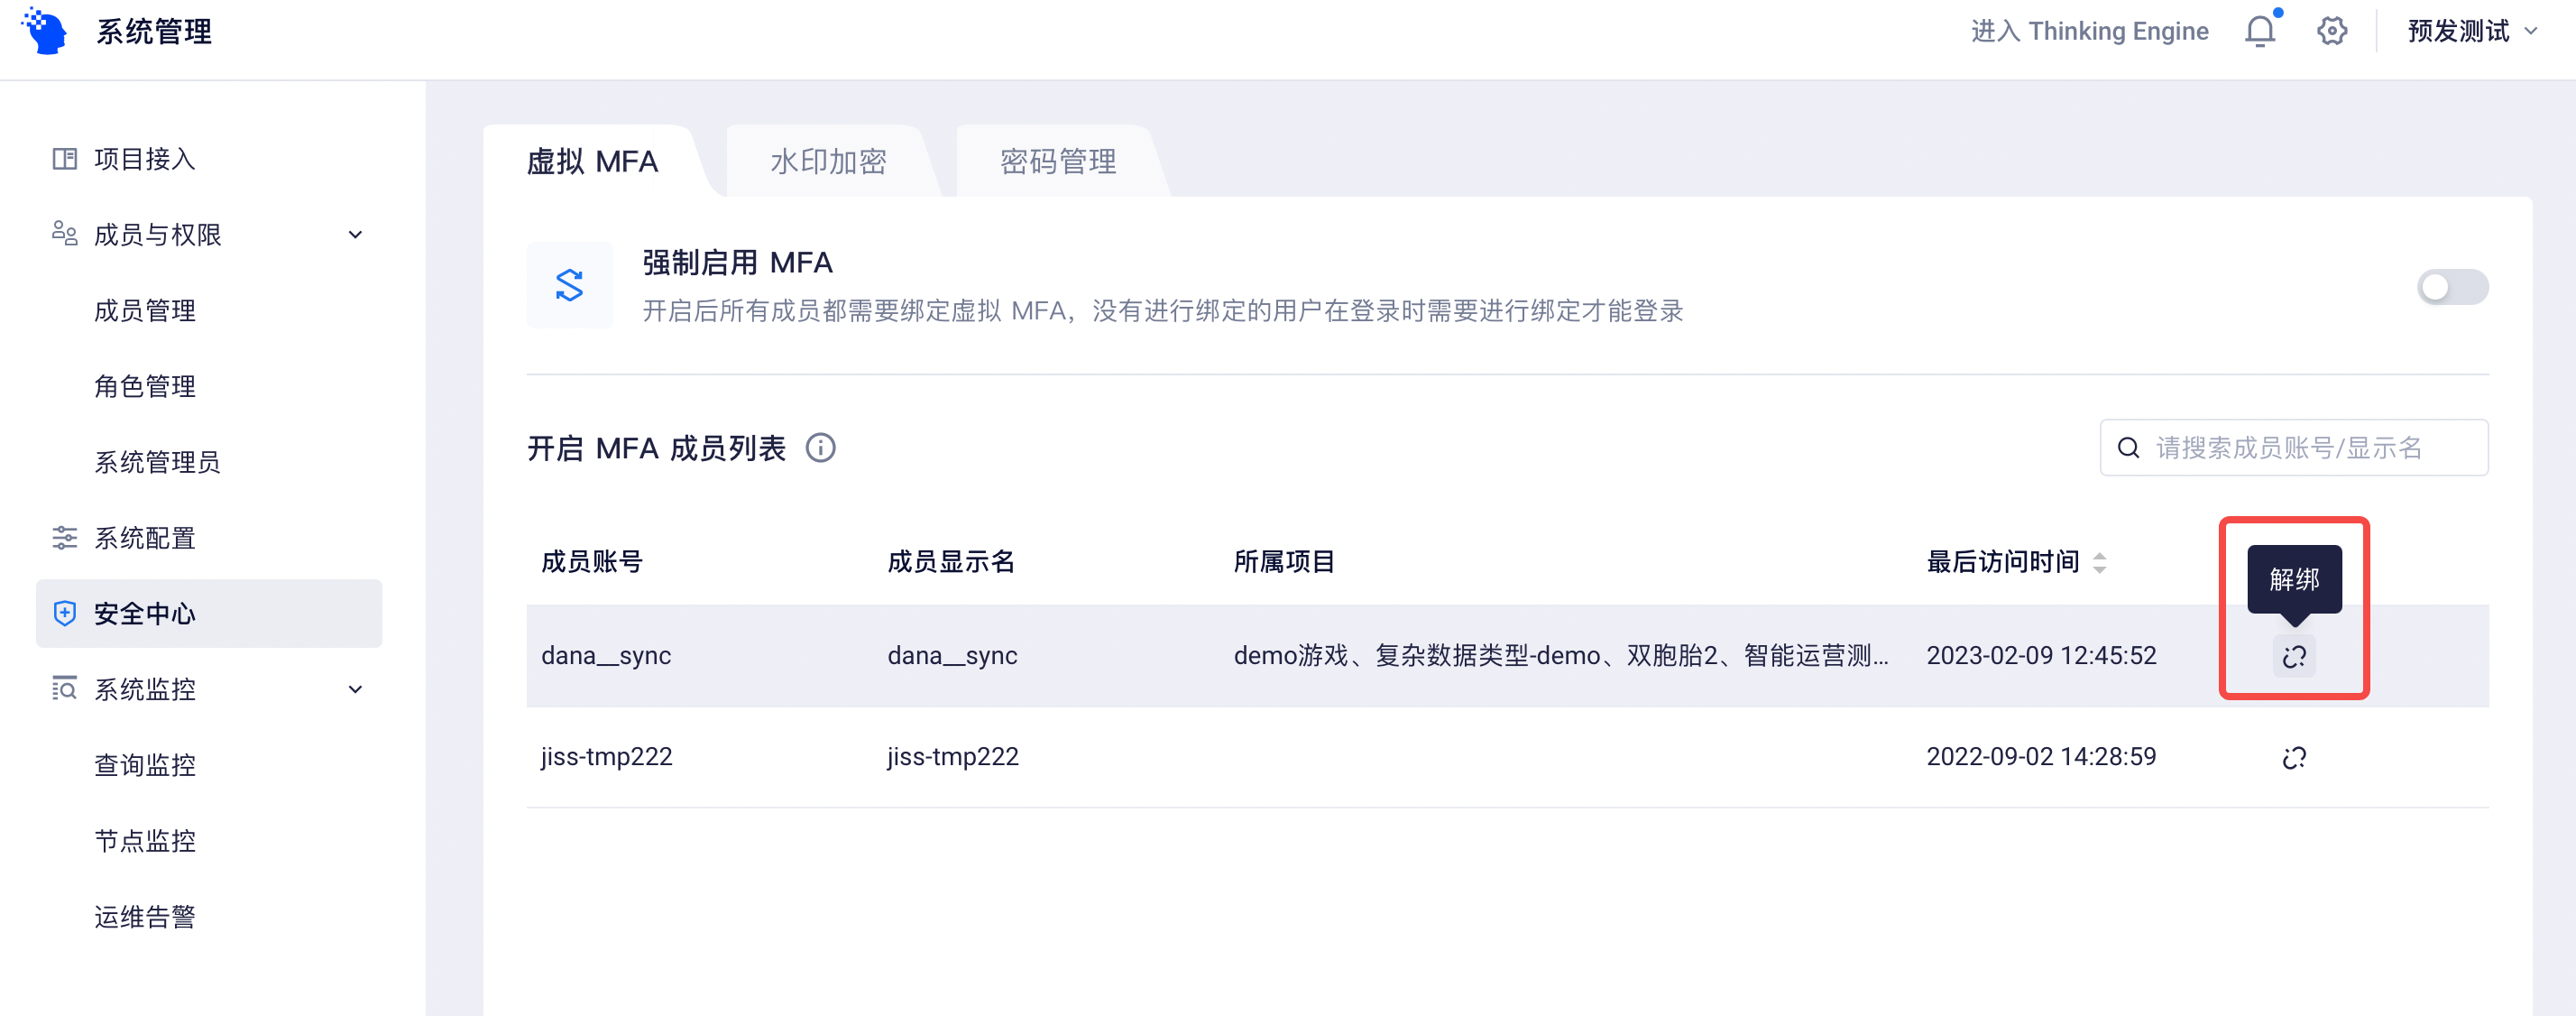 系统管理
进入 Thinking Engine
预发测试
项目接入
成员与权限
成员管理
角色管理
系统管理员
系统配置
安全中心
系统监控
查询监控
节点监控
运维告警
虚拟 MFA
水印加密
密码管理
强制启用 MFA
开启后所有成员都需要绑定虚拟 MFA，没有进行绑定的用户在登录时需要进行绑定才能登录
开启 MFA 成员列表
请搜索成员账号/显示名
成员账号 成员显示名 所属项目 最后访问时间
解绑
dana__sync dana__sync demo游戏、复杂数据类型-demo、双胞胎2、智能运营测... 2023-02-09 12:45:52
jiss-tmp222 jiss-tmp222 2022-09-02 14:28:59